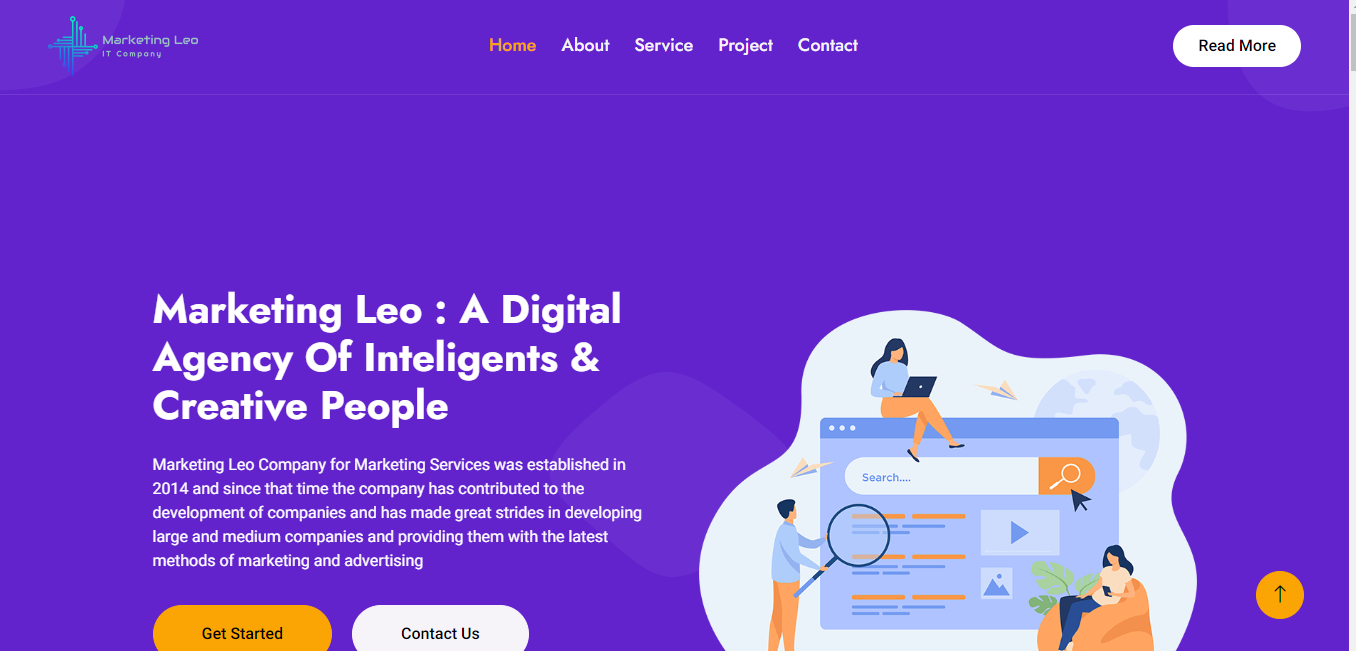 Marketing Leo
IT Company
Home About Service Project Contact
Read More
Marketing Leo : A Digital
Agency Of Inteligents &
Creative People
Marketing Leo Company for Marketing Services was established in
2014 and since that time the company has contributed to the
development of companies and has made great strides in developing
large and medium companies and providing them with the latest
methods of marketing and advertising
Get Started
Contact Us
Search....